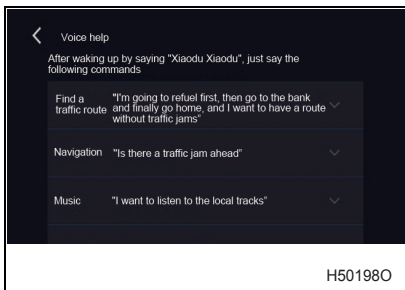 Voice help
After waking up by saying "Xiaodu Xiaodu", just say the
following commands
Find a
traffic route
"I'm going to refuel first, then go to the bank
and finally go home, and I want to have a route
without traffic jams"
Navigation
"Is there a traffic jam ahead"
Music
"I want to listen to the local tracks"
H50198O